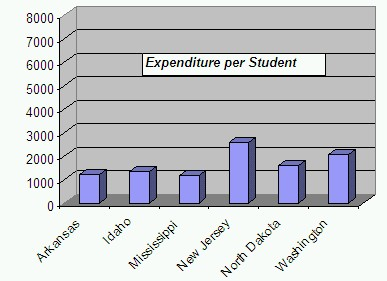 Expenditure per Student
8000
7000
6000
5000
4000
3000
2000
1000
0
Arkansas
Idaho
Mississippi
New Jersey
North Dakota
Washington